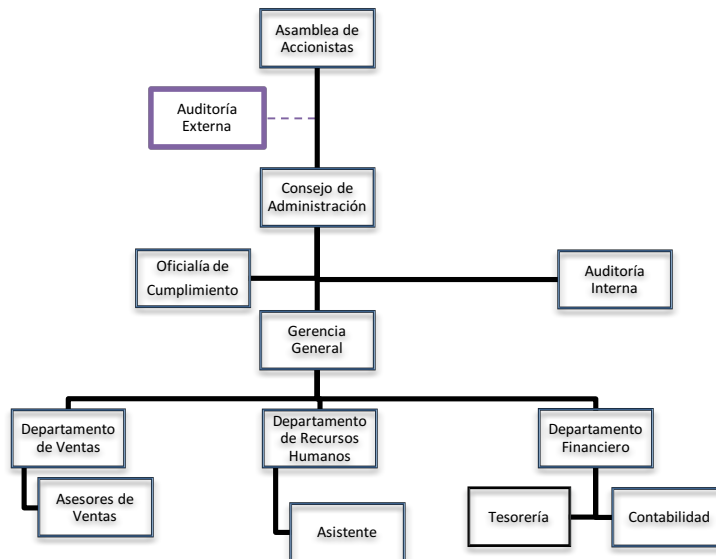 Asamblea de
Accionistas
Auditoría
Externa
Consejo de
Administración
Oficialía de
Cumplimiento
Auditoría
Interna
Gerencia
General
Departamento
de Ventas
Departamento
de Recursos
Humanos
Departamento
Financiero
Asesores de
Ventas
Asistente
Tesorería
Contabilidad